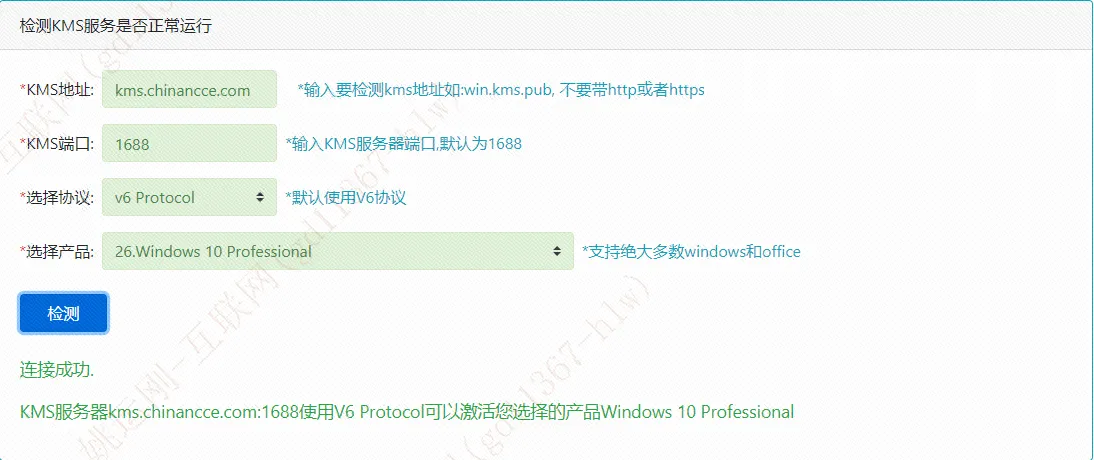 检测KMS服务是否正常运行
*KMS地址: kms.chinancce.com *输入要检测kms地址如:win.kms.pub, 不要带http或者https
*KMS端口: 1688 *输入KMS服务器端口,默认为1688
*选择协议: v6 Protocol *默认使用V6协议
*选择产品: 26.Windows 10 Professional *支持绝大多数windows和office
检测
连接成功.
KMS服务器kms.chinancce.com:1688使用V6 Protocol可以激活您选择的产品Windows 10 Professional